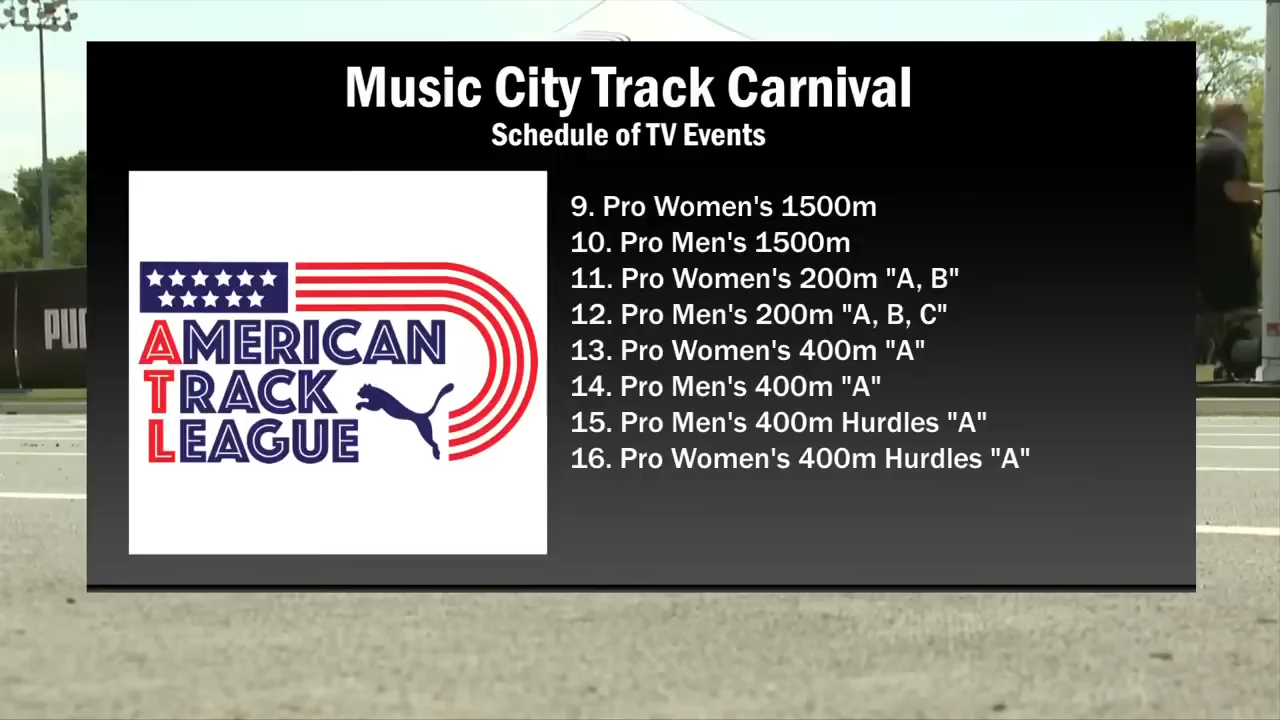 Music City Track Carnival
Schedule of TV Events
9. Pro Women's 1500m
10. Pro Men's 1500m
11. Pro Women's 200m "A, B"
12. Pro Men's 200m "A, B, C"
13. Pro Women's 400m "A"
14. Pro Men's 400m "A"
15. Pro Men's 400m Hurdles "A"
16. Pro Women's 400m Hurdles "A"
AMERICAN
TRACK
LEAGUE